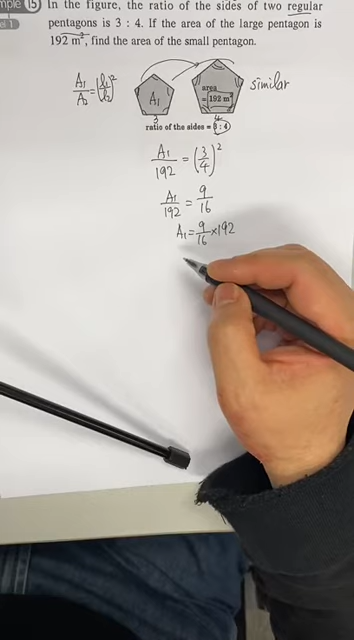 mple 15 In the figure, the ratio of the sides of two regular
pentagons is 3 : 4. If the area of the large pentagon is
192 m², find the area of the small pentagon.
A₁/A₂ = (l₁/l₂)²
A₁
3
area
= 192 m²
4
similar
ratio of the sides = 3 : 4
A₁/192 = (3/4)²
A₁/192 = 9/16
A₁ = 9/16 × 192